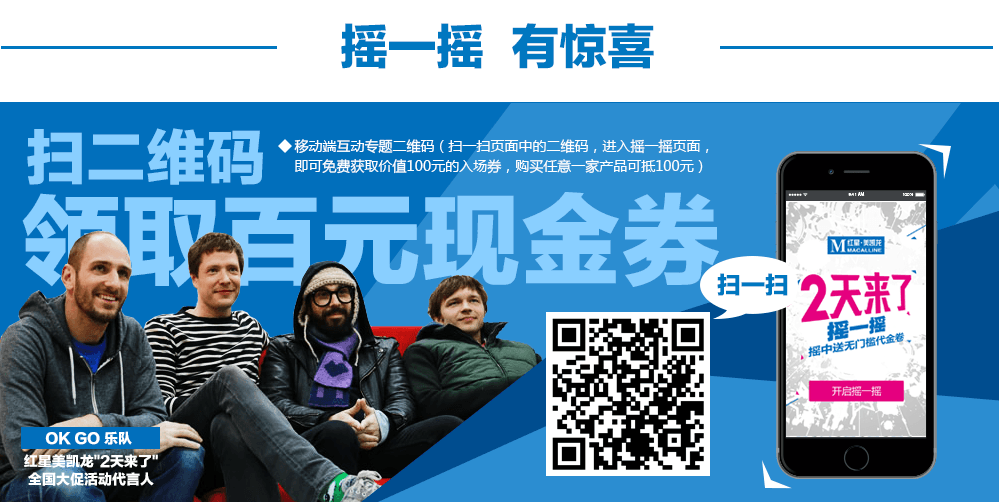 摇一摇 有惊喜
扫二维码
◆ 移动端互动专题二维码（扫一扫页面中的二维码，进入摇一摇页面，
即可免费获取价值100元的入场券，购买任意一家产品可抵100元）
领取百元现金券
扫一扫
9:41 AM
100%
M 红星·美凯龙
MACALLINE
2天来了
摇一摇
摇中送无门槛代金卷
开启摇一摇
OK GO 乐队
红星美凯龙"2天来了"
全国大促活动代言人